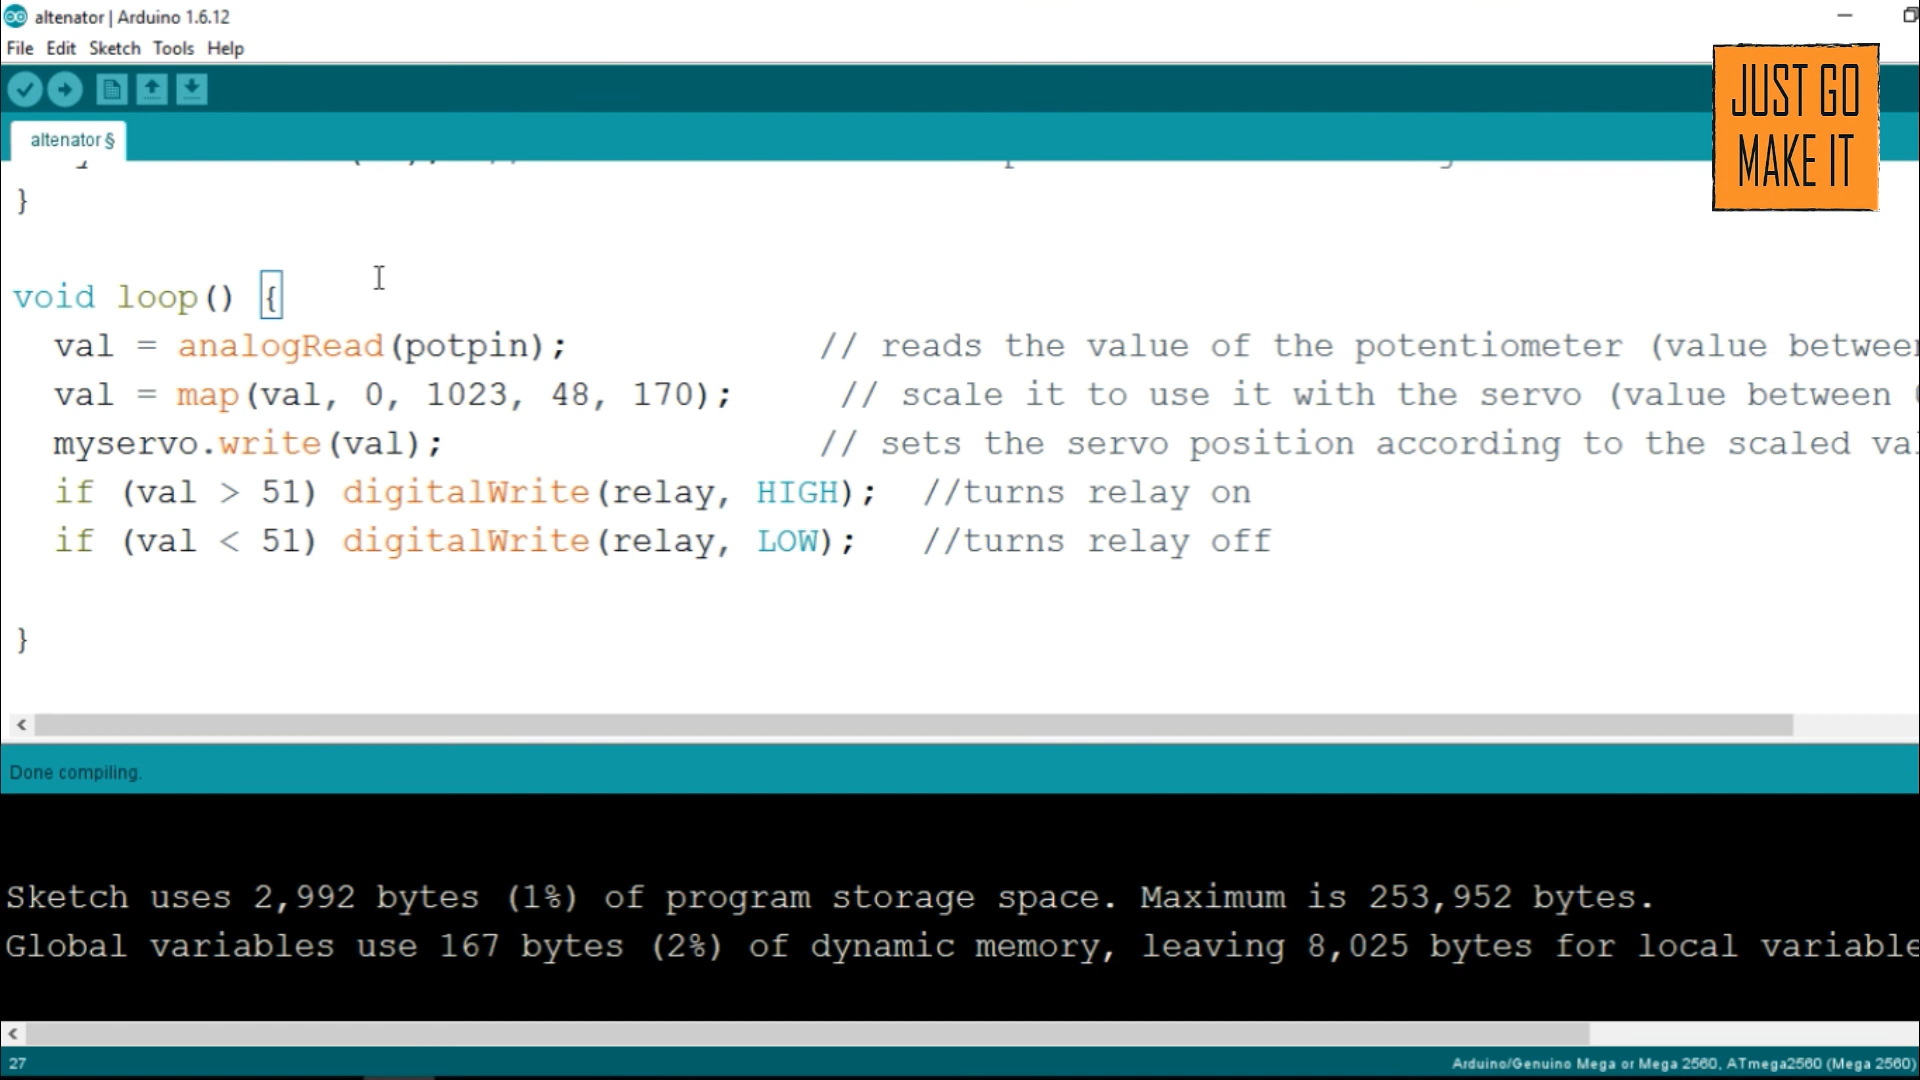 altenator | Arduino 1.6.12
File Edit Sketch Tools Help
JUST GO
MAKE IT
altenator §
}
void loop() {
val = analogRead(potpin); // reads the value of the potentiometer (value between
val = map(val, 0, 1023, 48, 170); // scale it to use it with the servo (value between
myservo.write(val); // sets the servo position according to the scaled
if (val > 51) digitalWrite(relay, HIGH); //turns relay on
if (val < 51) digitalWrite(relay, LOW); //turns relay off
}
Done compiling.
Sketch uses 2,992 bytes (1%) of program storage space. Maximum is 253,952 bytes.
Global variables use 167 bytes (2%) of dynamic memory, leaving 8,025 bytes for local variable
27
Arduino/Genuino Mega or Mega 2560, ATmega2560 (Mega 2560)